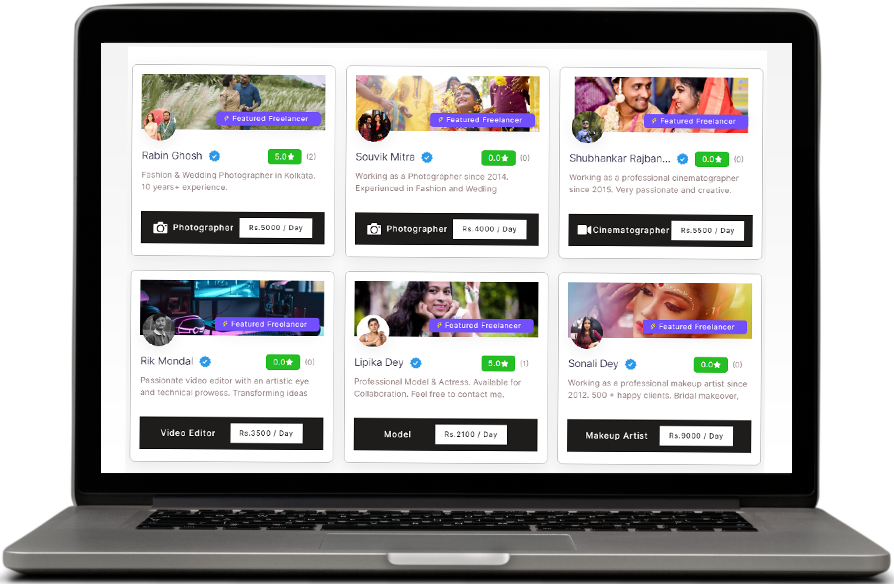 Featured Freelancer
Rabin Ghosh 5.0 (2)
Fashion & Wedding Photographer in Kolkata.
10 years+ experience.
Photographer Rs.5000 / Day
Featured Freelancer
Souvik Mitra 0.0 (0)
Working as a Photographer since 2014.
Experienced in Fashion and Weding
Photographer Rs.4000 / Day
Featured Freelancer
Shubhankar Rajban... 0.0 (0)
Working as a professional cinematographer
since 2015. Very passionate and creative.
Cinematographer Rs.5500 / Day
Featured Freelancer
Rik Mondal 0.0 (0)
Passionate video editor with an artistic eye
and technical prowess. Transforming ideas
Video Editor Rs.3500 / Day
Featured Freelancer
Lipika Dey 5.0 (1)
Professional Model & Actress. Available for
Collaboration. Feel free to contact me.
Model Rs.2100 / Day
Featured Freelancer
Sonali Dey 0.0 (0)
Working as a professional makeup artist since
2012. 500 + happy clients. Bridal makeover,
Makeup Artist Rs.9000 / Day